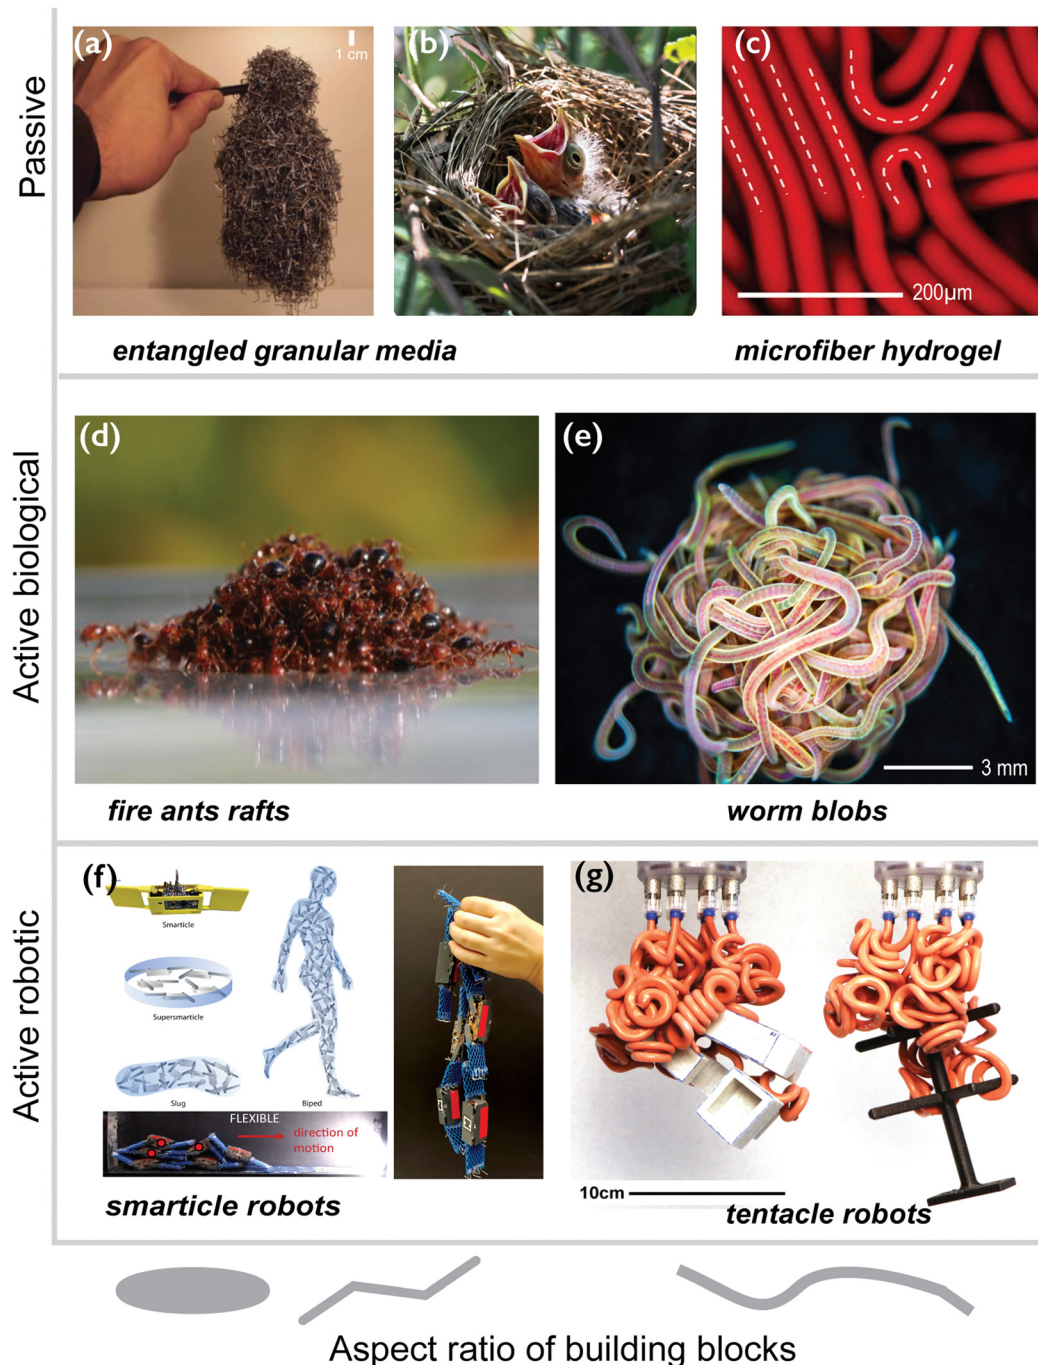 Passive
(a)
1 cm
(b)
(c)
200μm
entangled granular media
microfiber hydrogel
Active biological
(d)
(e)
3 mm
fire ants rafts
worm blobs
Active robotic
(f)
Smarticle
Supersmarticle
Slug
Biped
FLEXIBLE
direction of
motion
(g)
10cm
smarticle robots
tentacle robots
Aspect ratio of building blocks